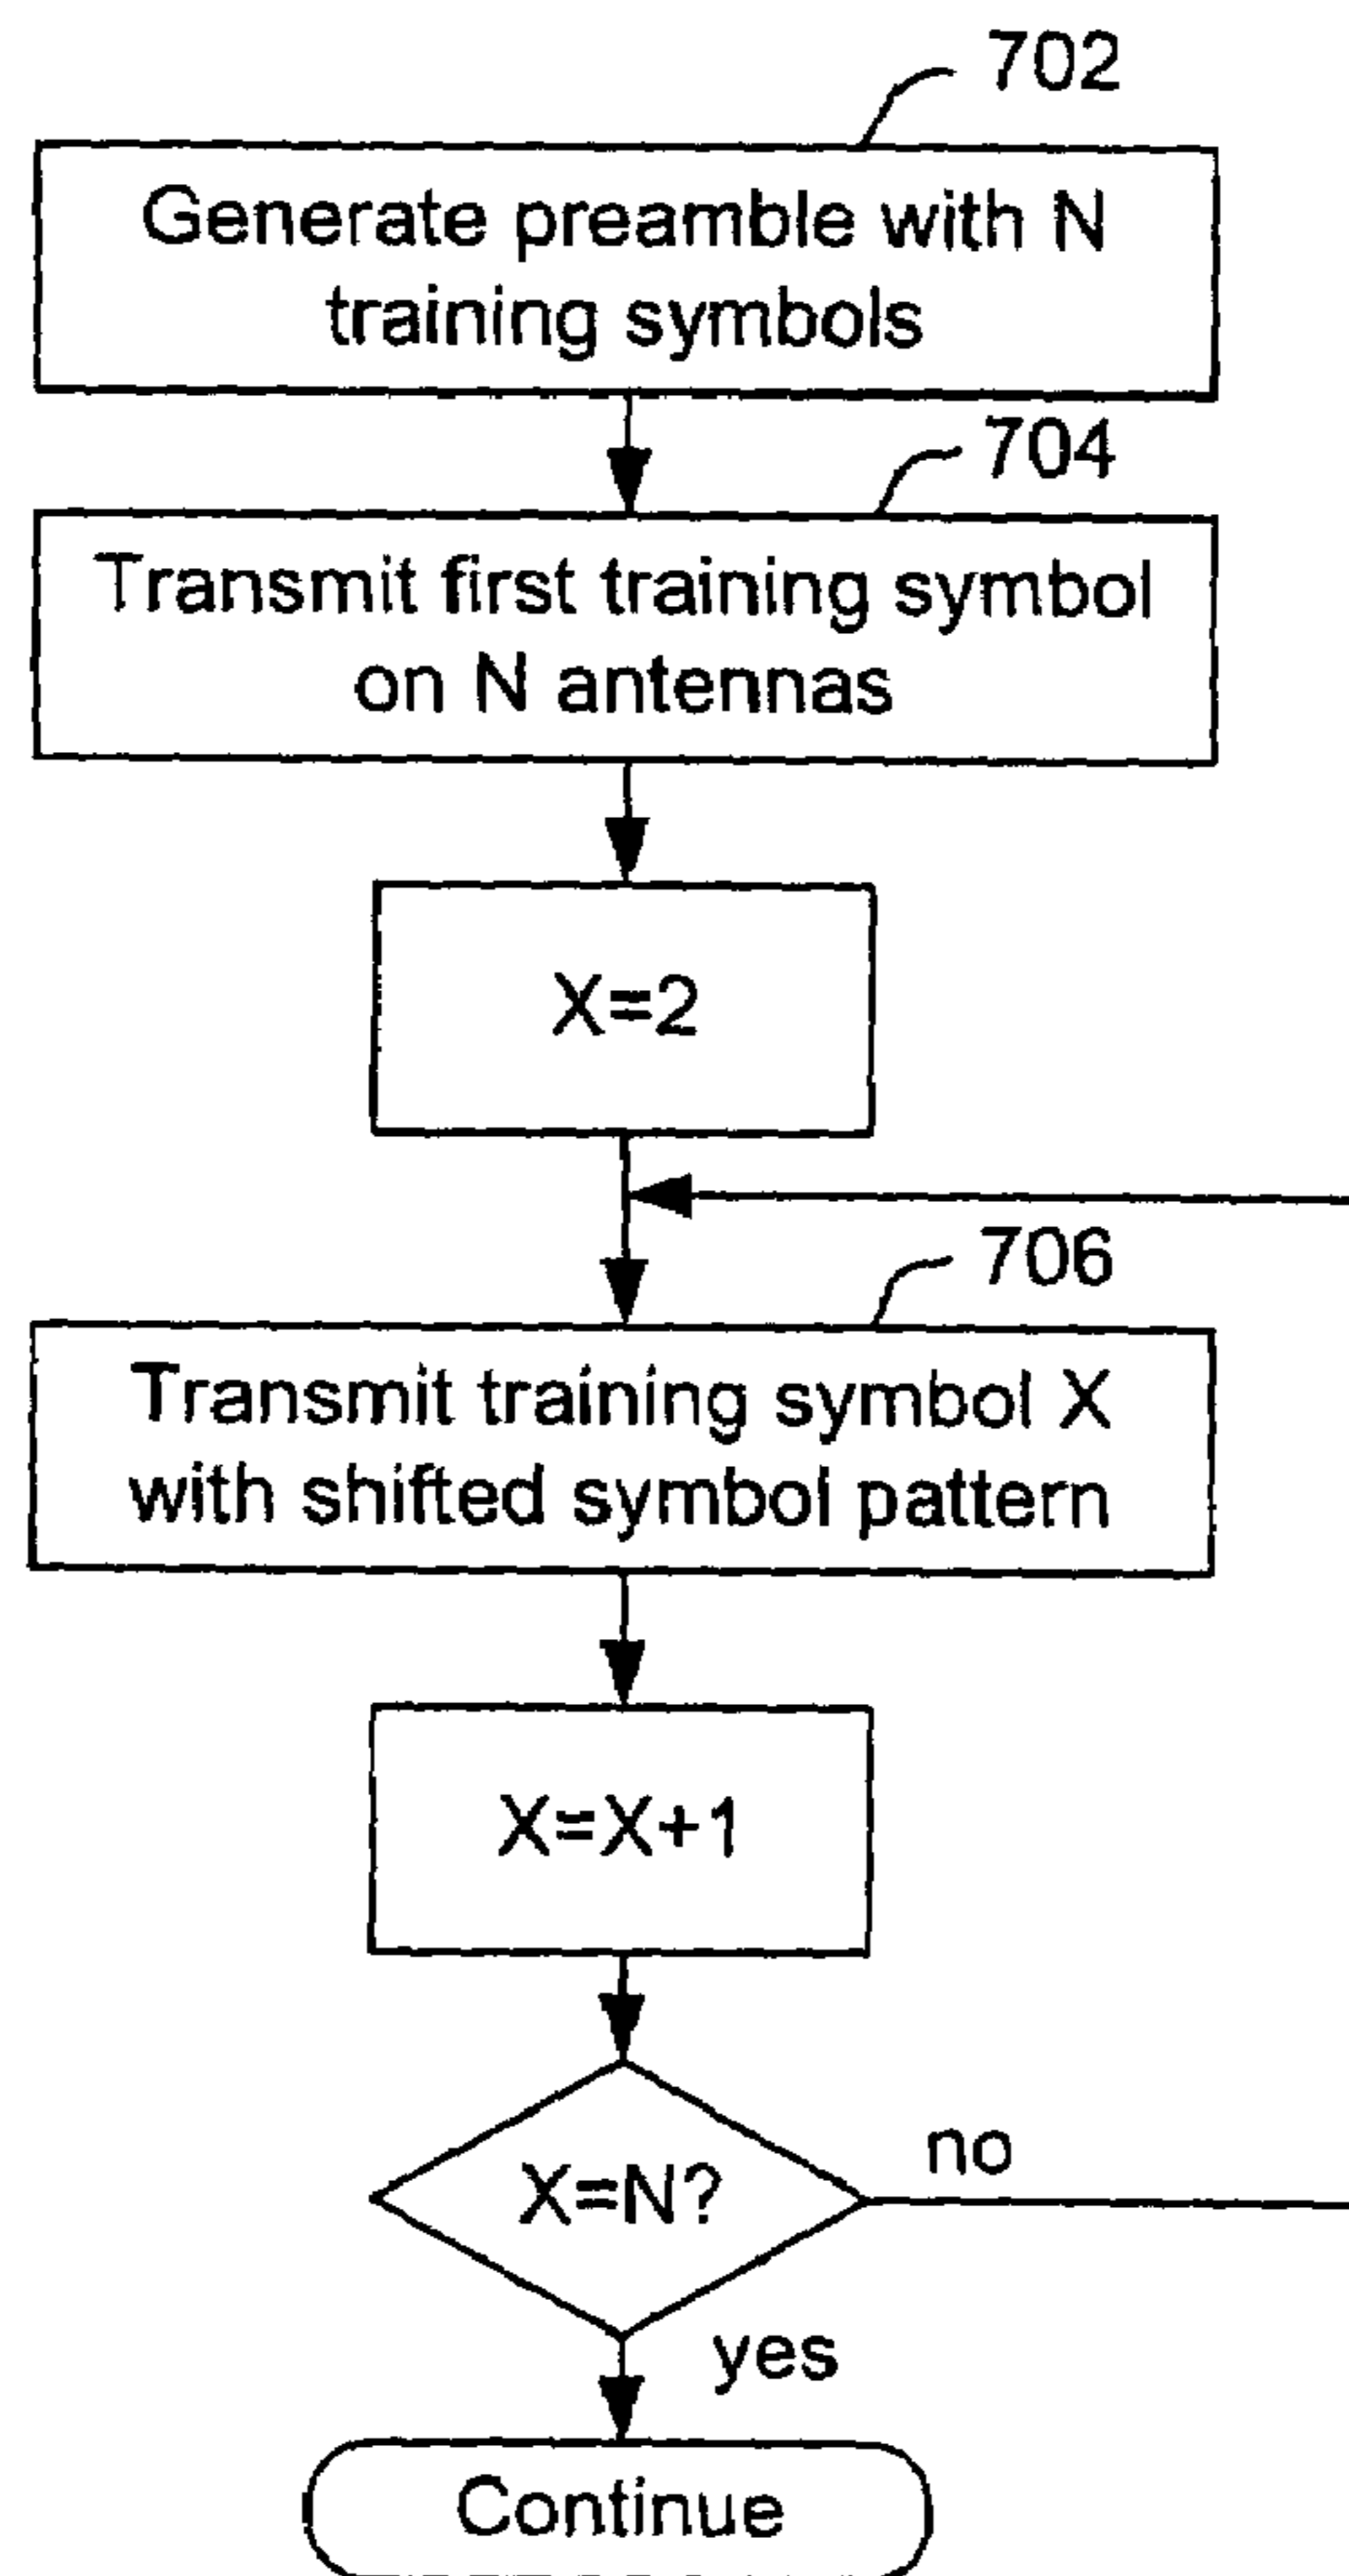 702
Generate preamble with N
training symbols
704
Transmit first training symbol
on N antennas
X=2
706
Transmit training symbol X
with shifted symbol pattern
X=X+1
X=N?
no
yes
Continue